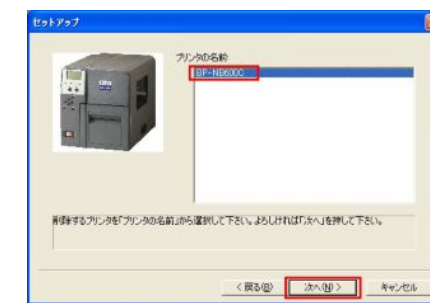 セットアップ
プリンタの名前
BP-NB600C
削除するプリンタを「プリンタの名前」から選択して下さい。よろしければ「次へ」を押して下さい。
< 戻る(B)
次へ(N) >
キャンセル